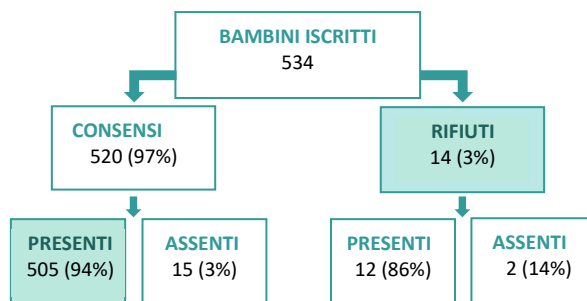 BAMBINI ISCRITTI
534
CONSENSI
520 (97%)
RIFIUTI
14 (3%)
PRESENTI
505 (94%)
ASSENTI
15 (3%)
PRESENTI
12 (86%)
ASSENTI
2 (14%)